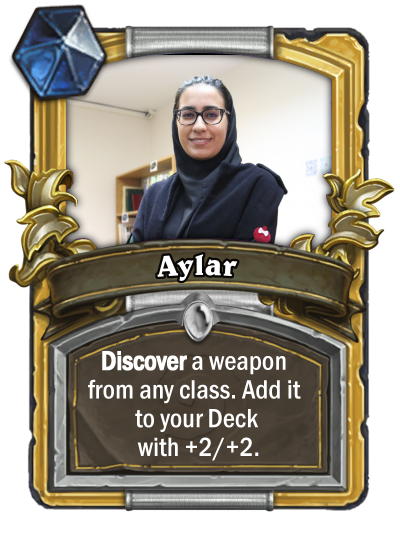 Aylar
Discover a weapon
from any class. Add it
to your Deck
with +2/+2.